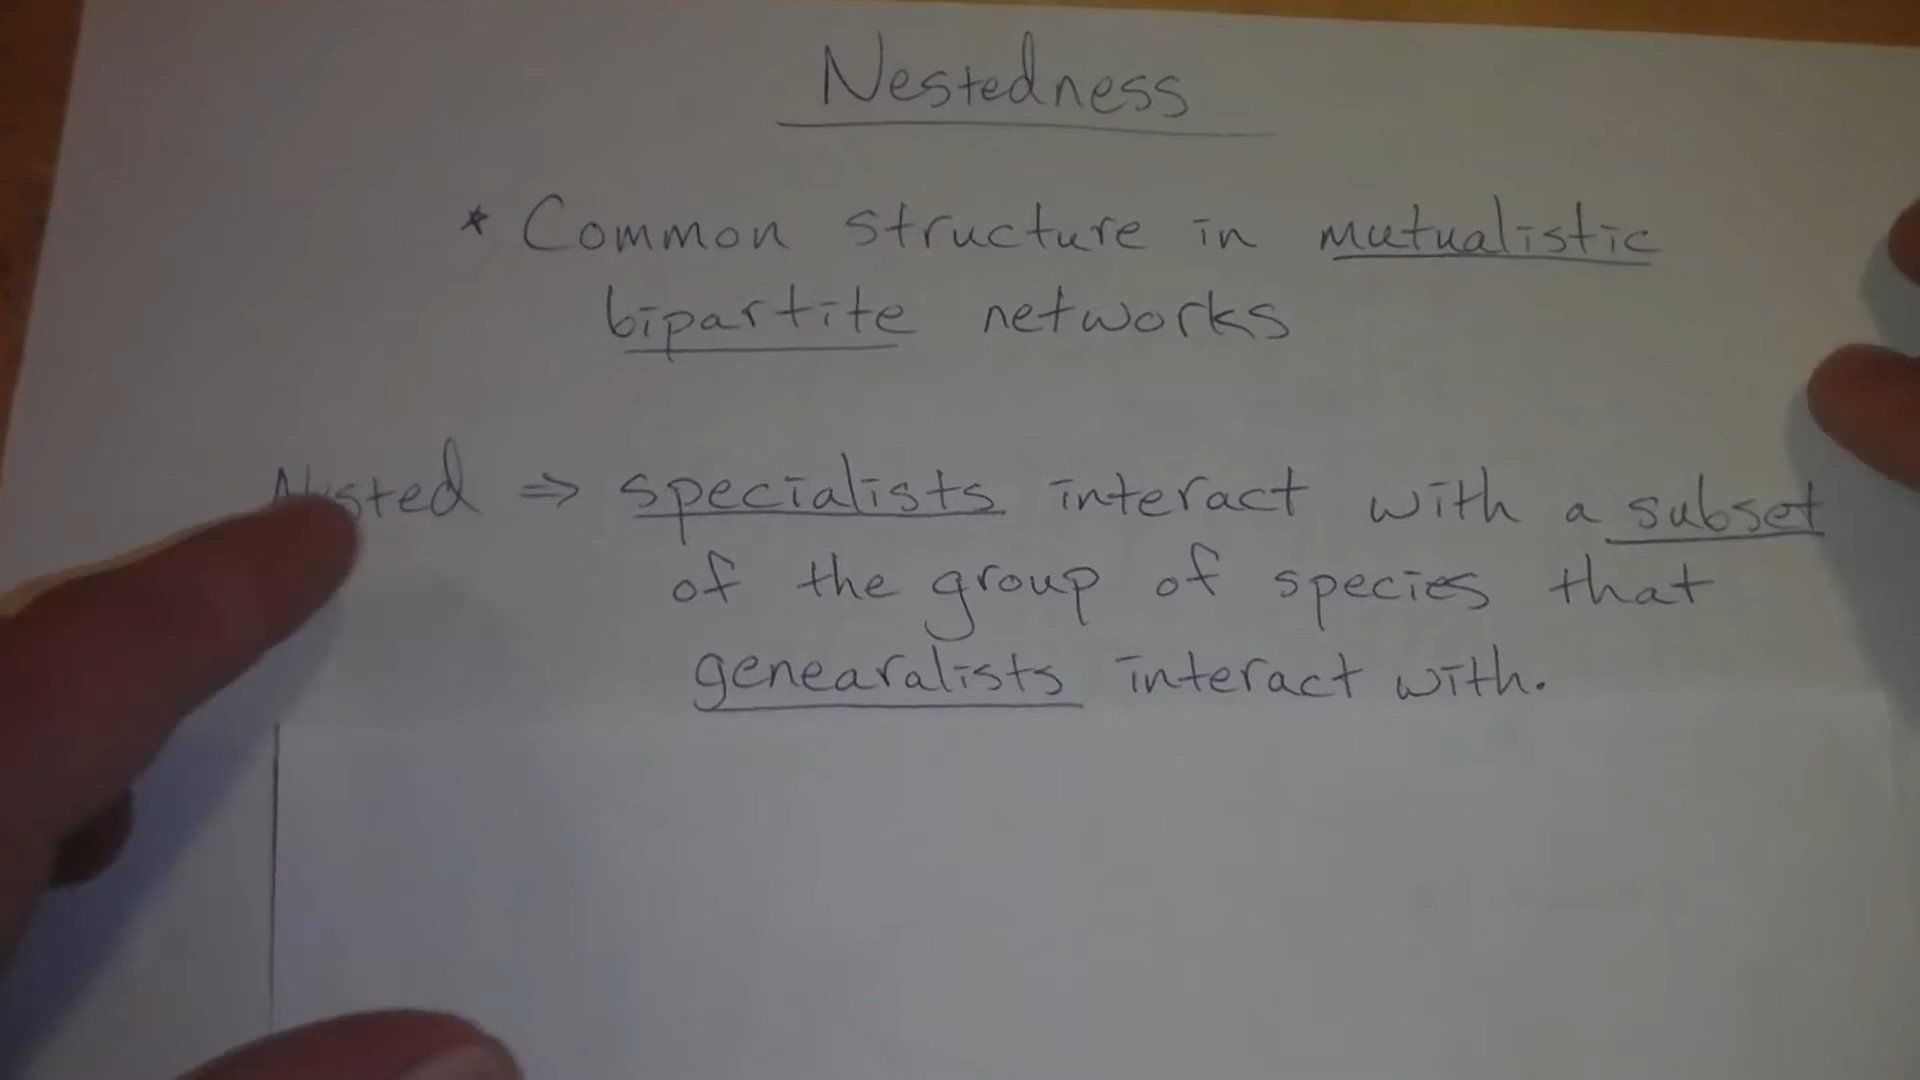 Nestedness
* Common structure in mutualistic
bipartite networks
Nested ⇒ specialists interact with a subset
of the group of species that
genearalists interact with.